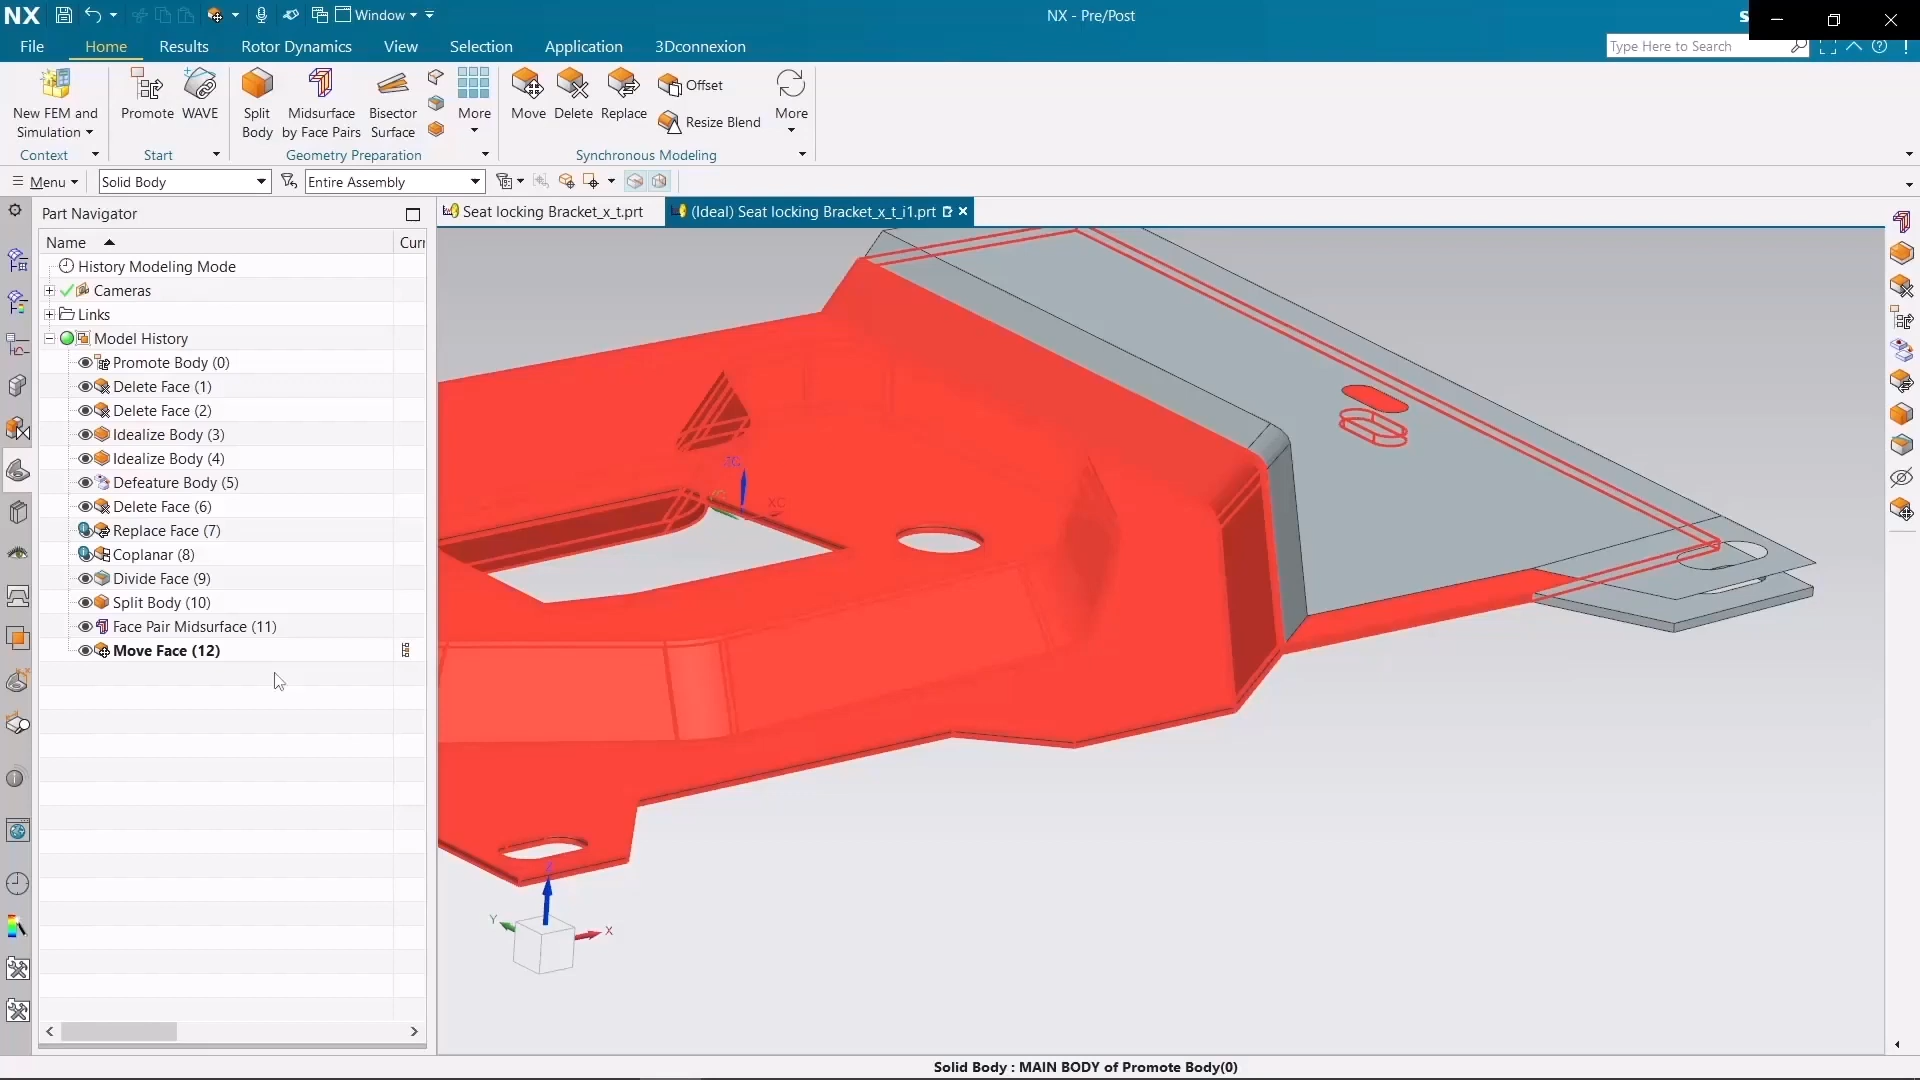 NX
Window
NX - Pre/Post
S
File
Home
Results
Rotor Dynamics
View
Selection
Application
3Dconnexion
Type Here to Search
New FEM and
Simulation
Promote
WAVE
Split
Body
Midsurface
by Face Pairs
Bisector
Surface
More
Move
Delete
Replace
Offset
Resize Blend
More
Context
Start
Geometry Preparation
Synchronous Modeling
Menu
Solid Body
Entire Assembly
Part Navigator
Seat locking Bracket_x_t.prt
(Ideal) Seat locking Bracket_x_t_i1.prt
Name
Curr
History Modeling Mode
Cameras
Links
Model History
Promote Body (0)
Delete Face (1)
Delete Face (2)
Idealize Body (3)
Idealize Body (4)
Defeature Body (5)
Delete Face (6)
Replace Face (7)
Coplanar (8)
Divide Face (9)
Split Body (10)
Face Pair Midsurface (11)
Move Face (12)
XC
Y
X
Solid Body : MAIN BODY of Promote Body(0)